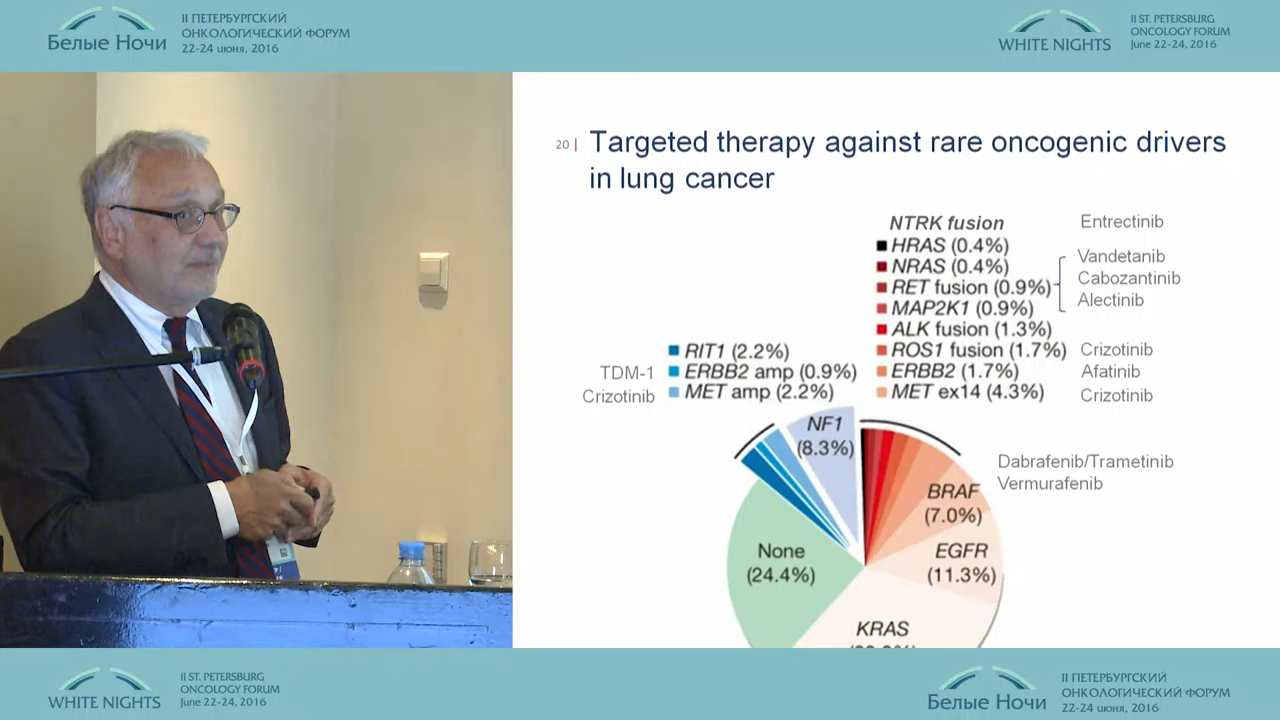 Белые Ночи
II ПЕТЕРБУРГСКИЙ
ОНКОЛОГИЧЕСКИЙ ФОРУМ
22-24 июня, 2016
WHITE NIGHTS
II ST. PETERSBURG
ONCOLOGY FORUM
June 22-24, 2016
20 |
Targeted therapy against rare oncogenic drivers
in lung cancer
NTRK fusion
Entrectinib
HRAS (0.4%)
NRAS (0.4%)
RET fusion (0.9%)
MAP2K1 (0.9%)
ALK fusion (1.3%)
ROS1 fusion (1.7%)
ERBB2 (1.7%)
MET ex14 (4.3%)
Vandetanib
Cabozantinib
Alectinib
Crizotinib
Afatinib
Crizotinib
RIT1 (2.2%)
ERBB2 amp (0.9%)
MET amp (2.2%)
TDM-1
Crizotinib
NF1
(8.3%)
Dabrafenib/Trametinib
Vermurafenib
BRAF
(7.0%)
EGFR
(11.3%)
None
(24.4%)
KRAS
WHITE NIGHTS
II ST. PETERSBURG
ONCOLOGY FORUM
June 22-24, 2016
Белые Ночи
II ПЕТЕРБУРГСКИЙ
ОНКОЛОГИЧЕСКИЙ ФОРУМ
22-24 июня, 2016